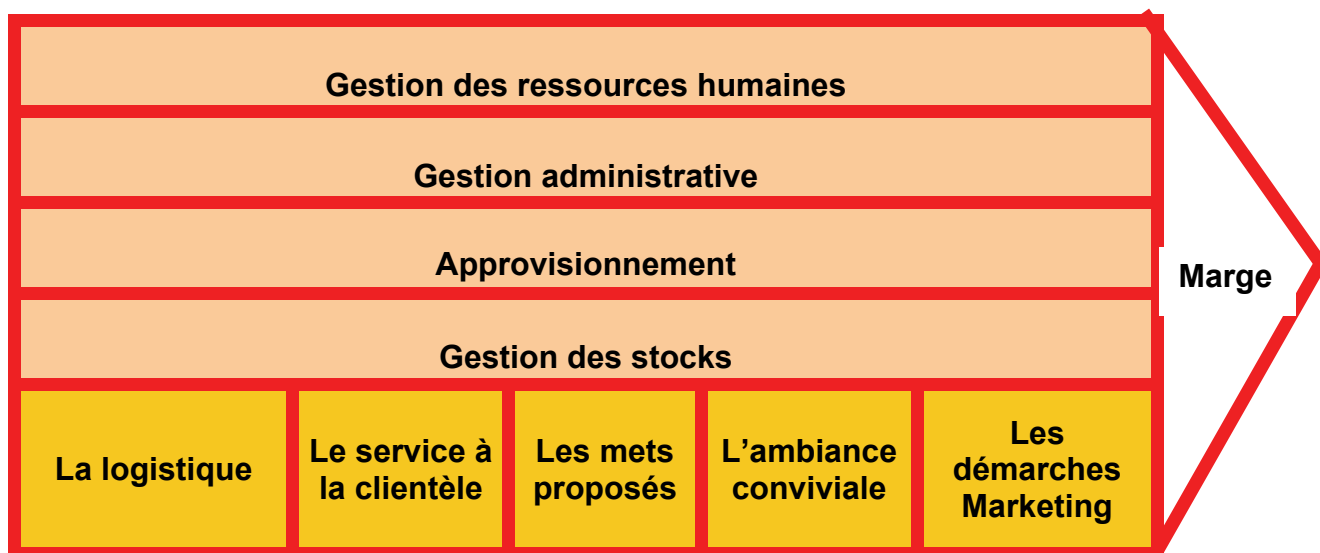 Gestion des ressources humaines
Gestion administrative
Approvisionnement
Gestion des stocks
Marge
La logistique
Le service à
la clientèle
Les mets
proposés
L’ambiance
conviviale
Les
démarches
Marketing